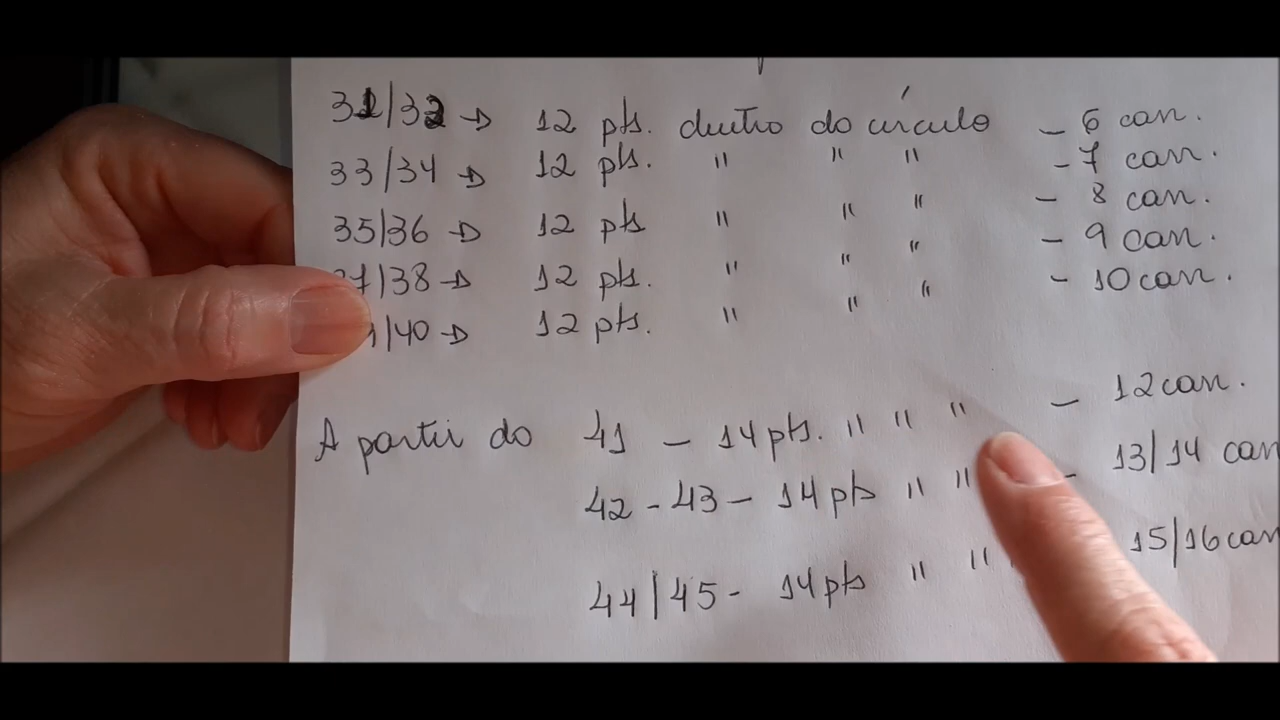 31/32 → 12 pts. dentro do círculo - 6 can.
33/34 → 12 pts. " " " - 7 can.
35/36 → 12 pts " " " - 8 can.
/38 → 12 pts. " " " - 9 can.
/40 → 12 pts. " " " - 10 can.
A partir do 41 - 14 pts. " " " - 12 can.
42 - 43 - 14 pts " " - 13/14 can
44/45 - 14 pts " " 15/16 can